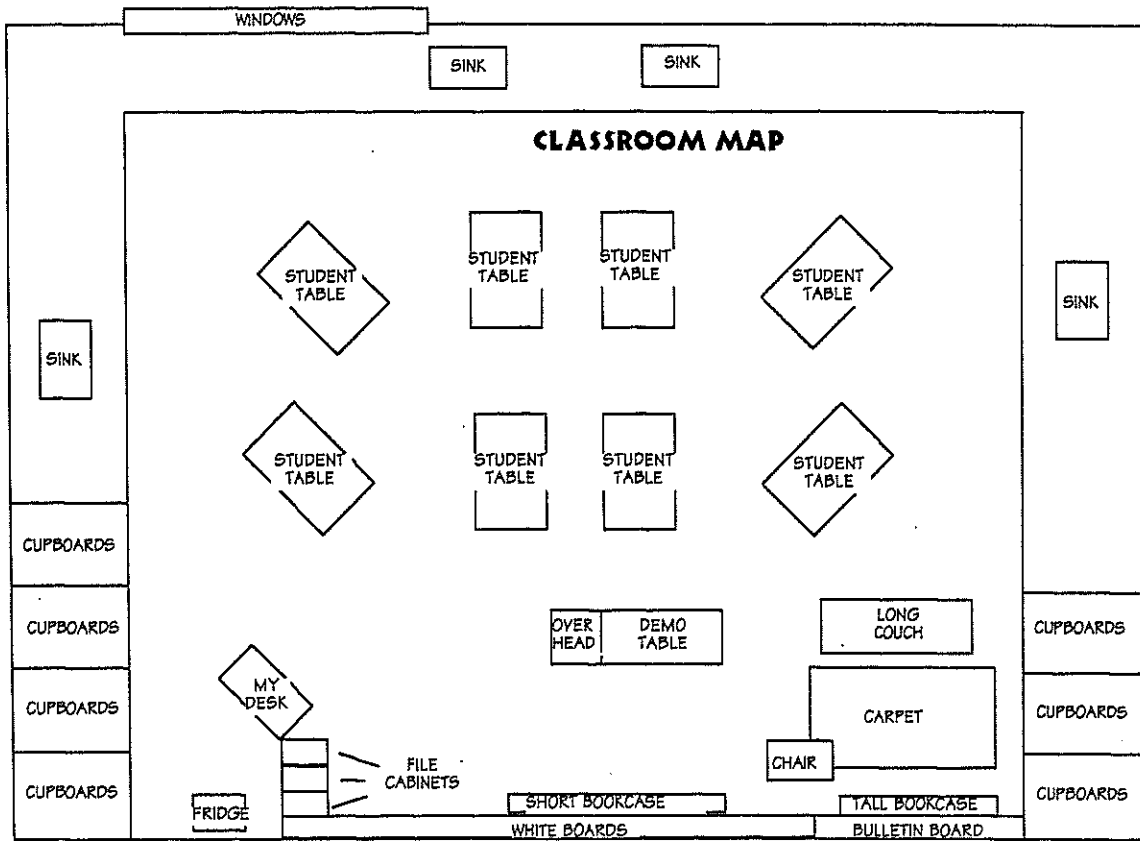 WINDOWS
SINK
SINK
CLASSROOM MAP
STUDENT
TABLE
STUDENT
TABLE
STUDENT
TABLE
STUDENT
TABLE
SINK
SINK
STUDENT
TABLE
STUDENT
TABLE
STUDENT
TABLE
STUDENT
TABLE
CUPBOARDS
CUPBOARDS
OVER
HEAD
DEMO
TABLE
LONG
COUCH
CUPBOARDS
CUPBOARDS
MY
DESK
CARPET
CUPBOARDS
FILE
CABINETS
CHAIR
CUPBOARDS
CUPBOARDS
FRIDGE
SHORT BOOKCASE
TALL BOOKCASE
WHITE BOARDS
BULLETIN BOARD